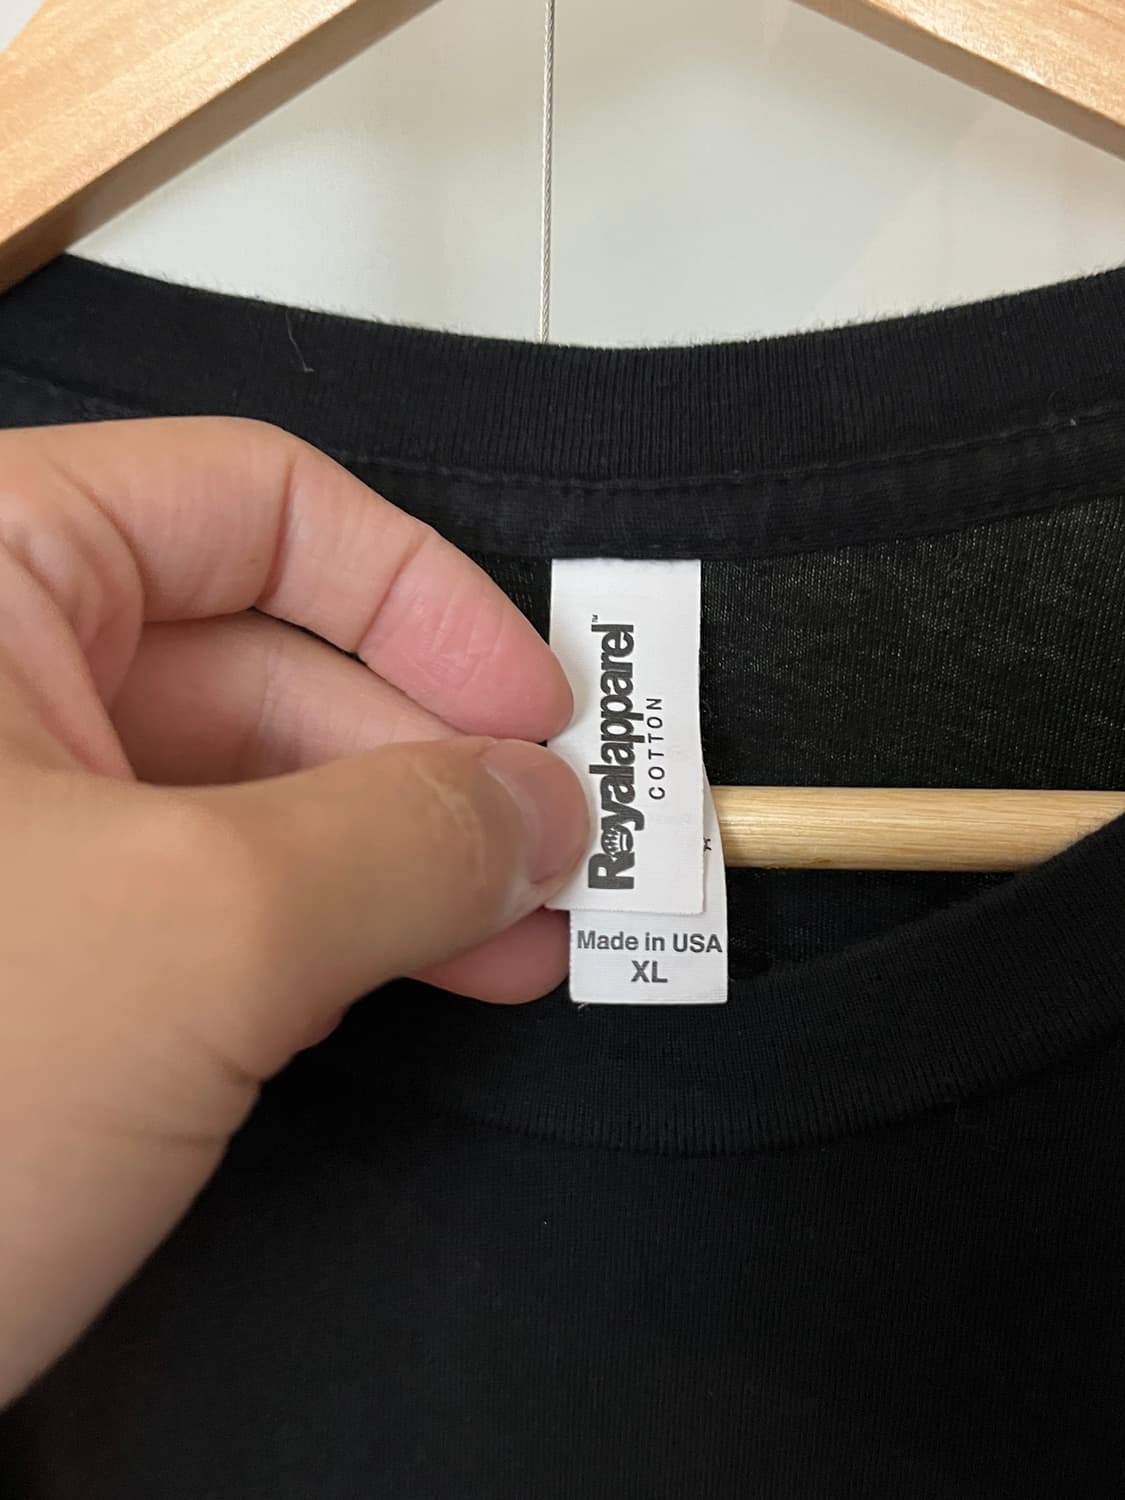 Royalapparel™
COTTON
Made in USA
XL